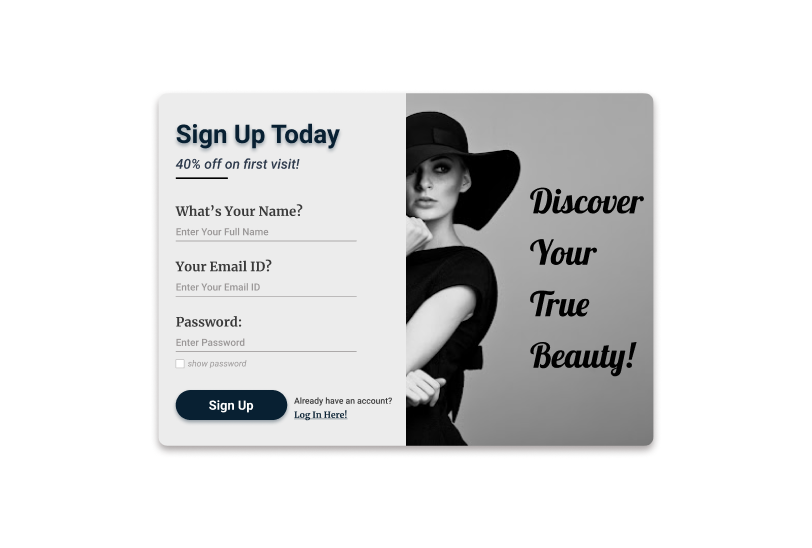 Sign Up Today
40% off on first visit!
What's Your Name?
Enter Your Full Name
Your Email ID?
Enter Your Email ID
Password:
Enter Password
show password
Sign Up
Already have an account?
Log In Here!
Discover
Your
True
Beauty!